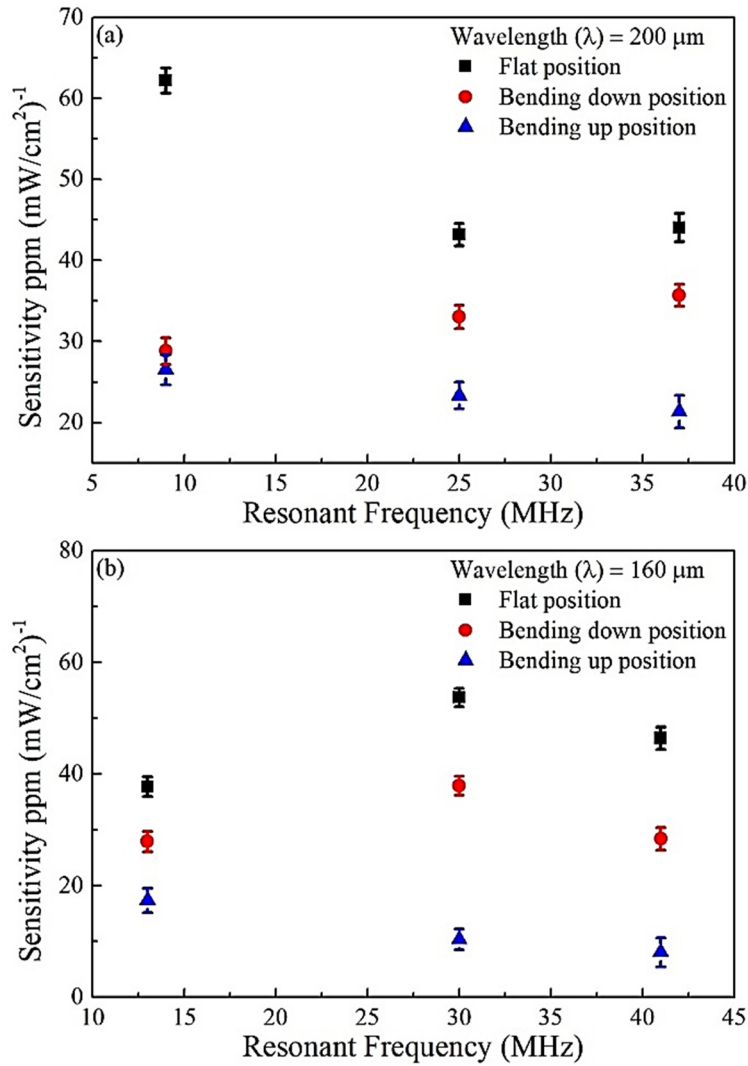 (a)
Wavelength (λ) = 200 μm
Flat position
Bending down position
Bending up position
70
60
50
40
30
20
Sensitivity ppm (mW/cm²)⁻¹
5 10 15 20 25 30 35 40
Resonant Frequency (MHz)
(b)
Wavelength (λ) = 160 μm
Flat position
Bending down position
Bending up position
80
60
40
20
0
Sensitivity ppm (mW/cm²)⁻¹
10 15 20 25 30 35 40 45
Resonant Frequency (MHz)